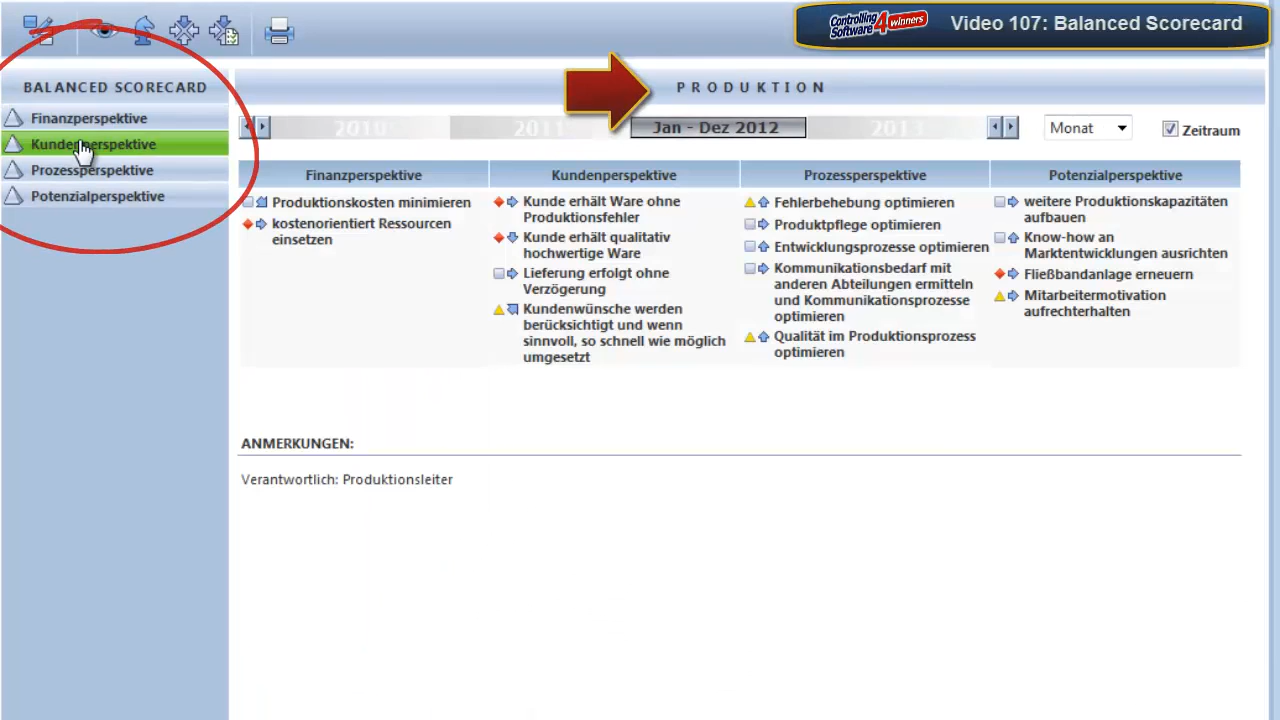 Controlling
Software 4 winners
Video 107: Balanced Scorecard
BALANCED SCORECARD
Finanzperspektive
Kundenperspektive
Prozessperspektive
Potenzialperspektive
PRODUKTION
2010
2011
Jan - Dez 2012
2013
Monat
Zeitraum
Finanzperspektive
Produktionskosten minimieren
kostenorientiert Ressourcen
einsetzen
Kundenperspektive
Kunde erhält Ware ohne
Produktionsfehler
Kunde erhält qualitativ
hochwertige Ware
Lieferung erfolgt ohne
Verzögerung
Kundenwünsche werden
berücksichtigt und wenn
sinnvoll, so schnell wie möglich
umgesetzt
Prozessperspektive
Fehlerbehebung optimieren
Produktpflege optimieren
Entwicklungsprozesse optimieren
Kommunikationsbedarf mit
anderen Abteilungen ermitteln
und Kommunikationsprozesse
optimieren
Qualität im Produktionsprozess
optimieren
Potenzialperspektive
weitere Produktionskapazitäten
aufbauen
Know-how an
Marktentwicklungen ausrichten
Fließbandanlage erneuern
Mitarbeitermotivation
aufrechterhalten
ANMERKUNGEN:
Verantwortlich: Produktionsleiter